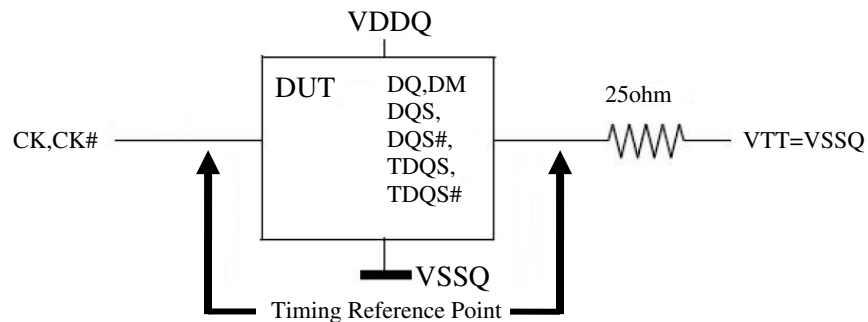 VDDQ
DUT
DQ,DM
DQS,
DQS#,
TDQS,
TDQS#
CK,CK#
25ohm
VTT=VSSQ
VSSQ
Timing Reference Point